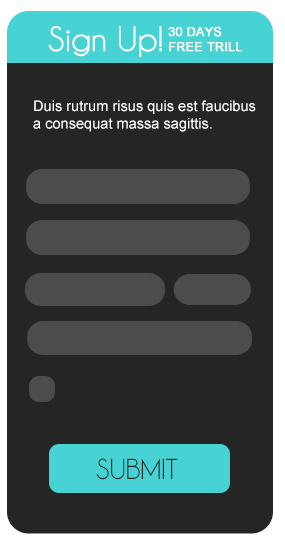 Sign Up!
30 DAYS
FREE TRILL
Duis rutrum risus quis est faucibus
a consequat massa sagittis.
SUBMIT